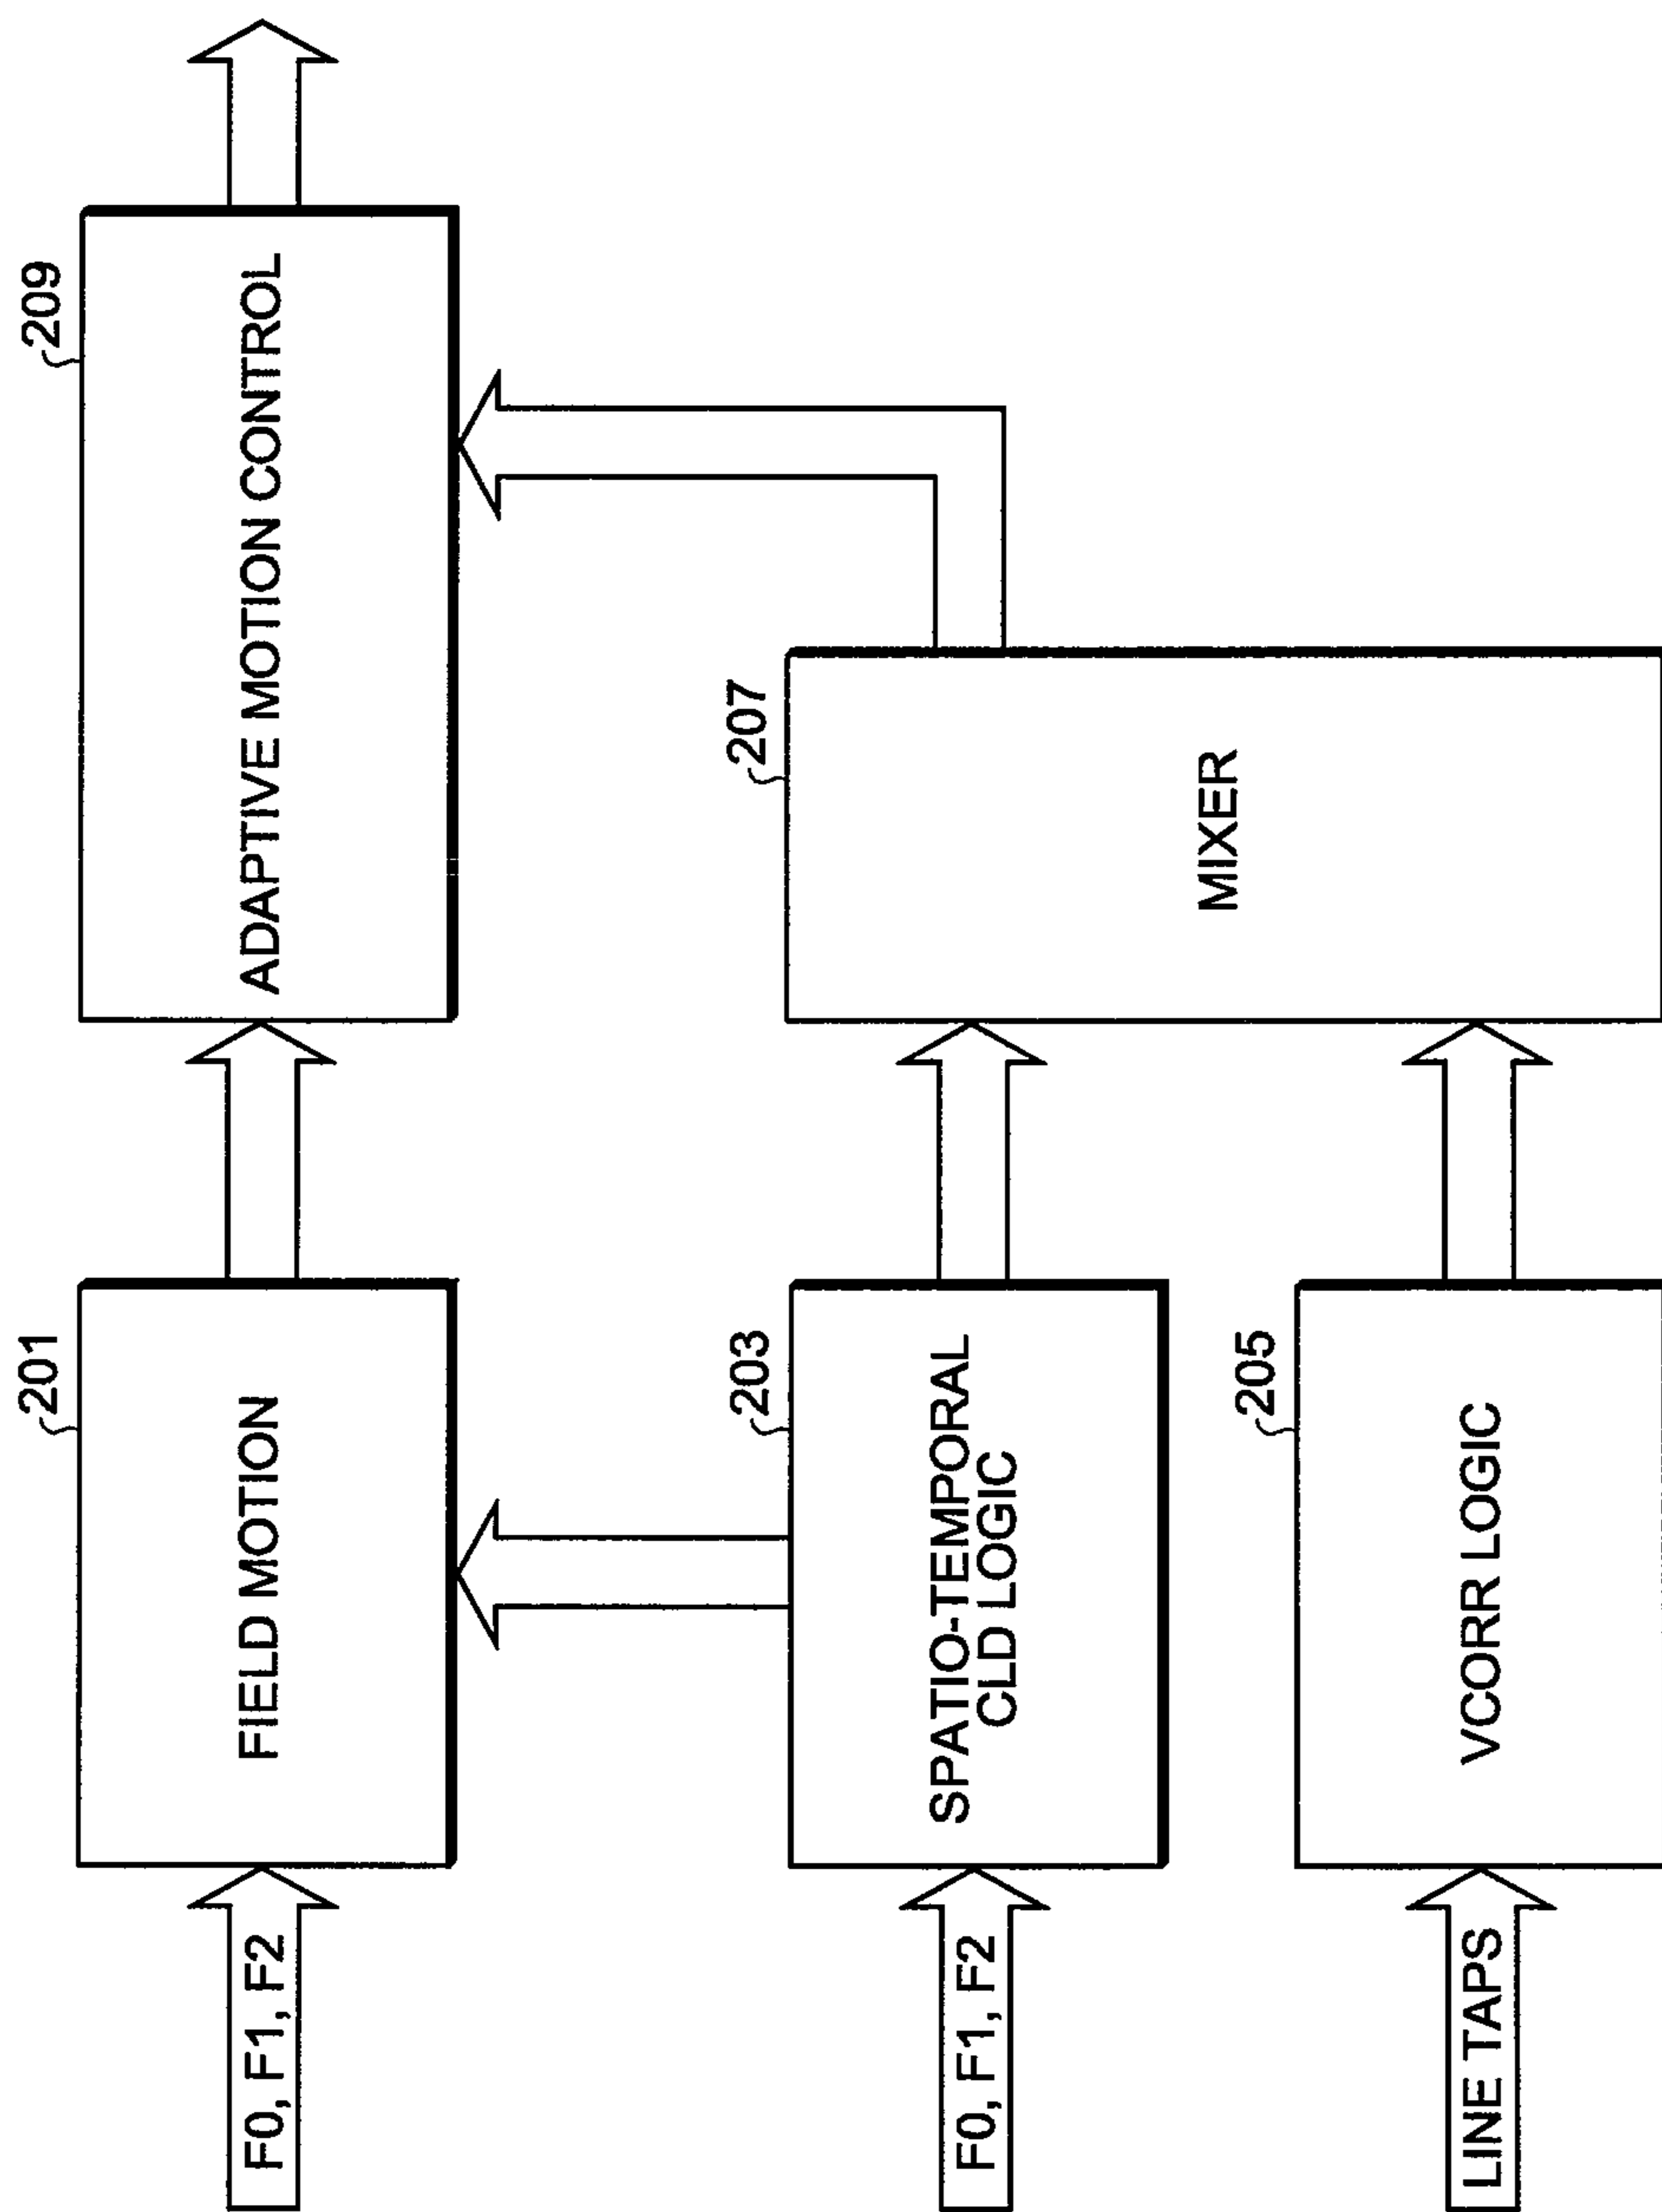 201
209
F0, F1, F2
FIELD MOTION
ADAPTIVE MOTION CONTROL
203
207
F0, F1, F2
SPATIO-TEMPORAL
CLD LOGIC
MIXER
205
LINE TAPS
VCORR LOGIC